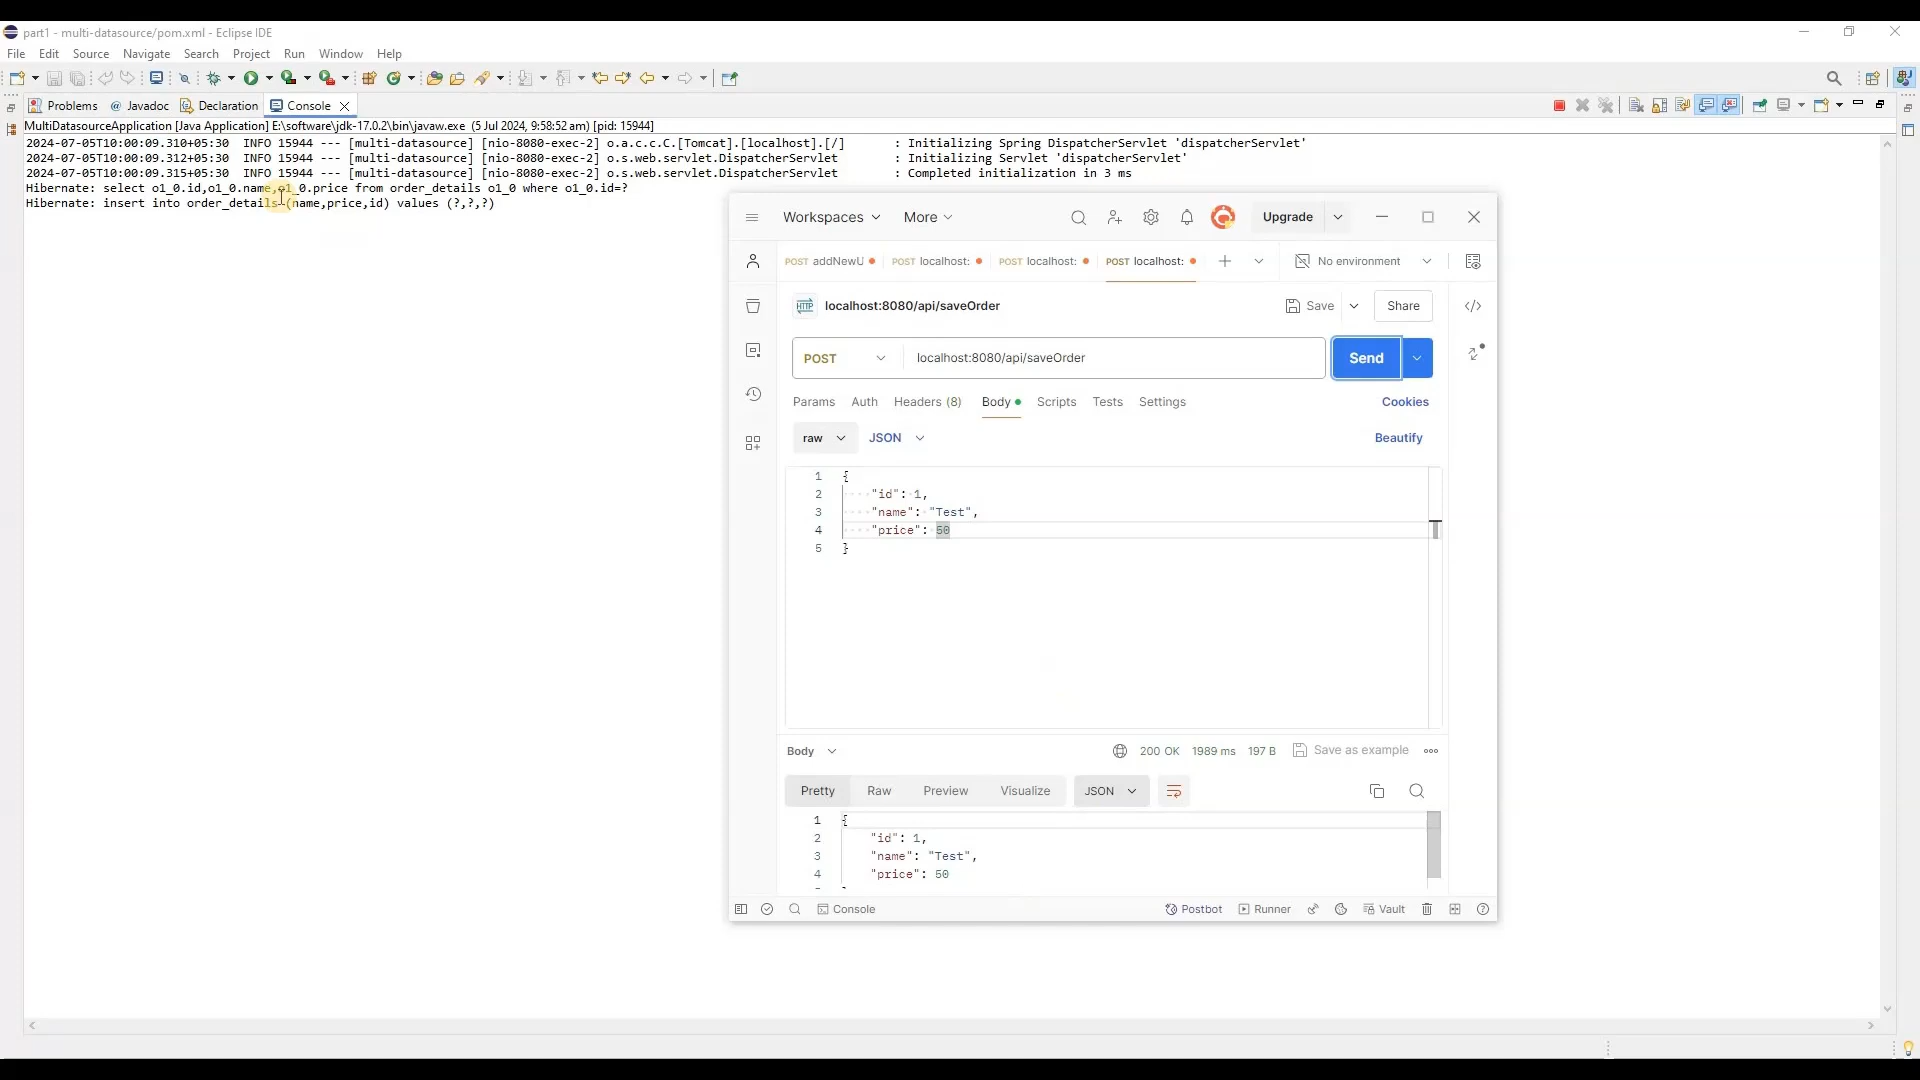 part1 - multi-datasource/pom.xml - Eclipse IDE
File Edit Source Navigate Search Project Run Window Help
Problems @ Javadoc Declaration Console
MultiDatasourceApplication [Java Application] E:\software\jdk-17.0.2\bin\javaw.exe (5 Jul 2024, 9:58:52 am) [pid: 15944]
2024-07-05T10:00:09.310+05:30 INFO 15944 --- [multi-datasource] [nio-8080-exec-2] o.a.c.c.C.[Tomcat].[localhost].[/] : Initializing Spring DispatcherServlet 'dispatcherServlet'
2024-07-05T10:00:09.312+05:30 INFO 15944 --- [multi-datasource] [nio-8080-exec-2] o.s.web.servlet.DispatcherServlet : Initializing Servlet 'dispatcherServlet'
2024-07-05T10:00:09.315+05:30 INFO 15944 --- [multi-datasource] [nio-8080-exec-2] o.s.web.servlet.DispatcherServlet : Completed initialization in 3 ms
Hibernate: select o1_0.id,o1_0.name,o1_0.price from order_details o1_0 where o1_0.id=?
Hibernate: insert into order_details (name,price,id) values (?,?,?)
Workspaces More Upgrade
POST addNewU POST localhost: POST localhost: POST localhost: No environment
HTTP localhost:8080/api/saveOrder Save Share
POST localhost:8080/api/saveOrder Send
Params Auth Headers (8) Body Scripts Tests Settings Cookies
raw JSON Beautify
1 {
2 "id": 1,
3 "name": "Test",
4 "price": 50
5 }
Body 200 OK 1989 ms 197 B Save as example
Pretty Raw Preview Visualize JSON
1 {
2 "id": 1,
3 "name": "Test",
4 "price": 50
Console Postbot Runner Vault